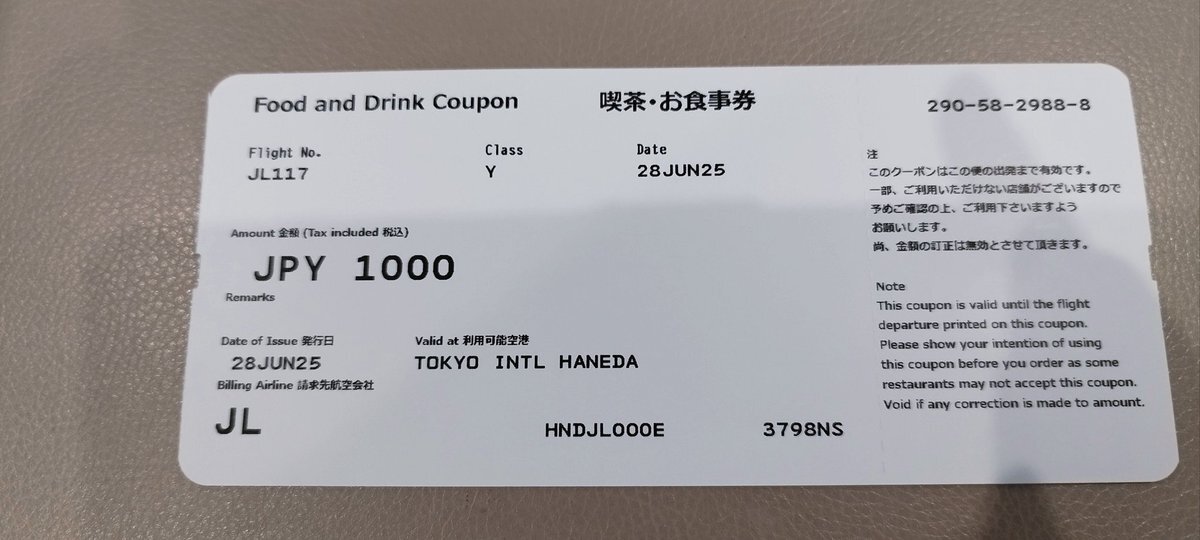 Food and Drink Coupon 喫茶・お食事券 290-58-2988-8
Flight No. Class Date
JL117 Y 28JUN25
Amount 金額 (Tax included 税込)
JPY 1000
Remarks
Date of Issue 発行日 Valid at 利用可能空港
28JUN25 TOKYO INTL HANEDA
Billing Airline 請求先航空会社
JL
HNDJL000E 3798NS
注
このクーポンはこの便の出発まで有効です。
一部、ご利用いただけない店舗がございますので
予めご確認の上、ご利用下さいますよう
お願いします。
尚、金額の訂正は無効とさせて頂きます。
Note
This coupon is valid until the flight
departure printed on this coupon.
Please show your intention of using
this coupon before you order as some
restaurants may not accept this coupon.
Void if any correction is made to amount.